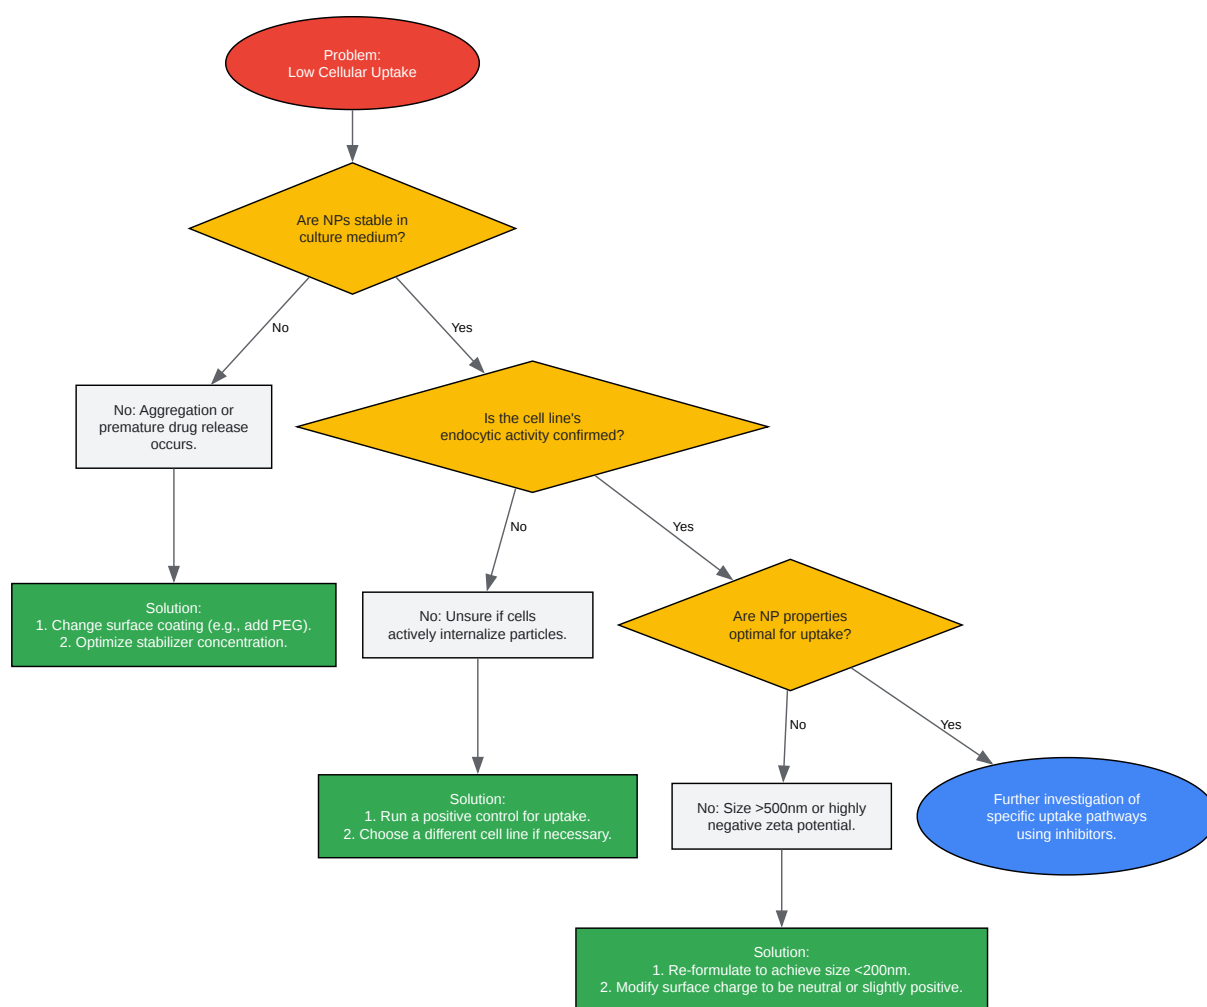 Problem:
Low Cellular Uptake
Are NPs stable in
culture medium?
No
Yes
No: Aggregation or
premature drug release
occurs.
Is the cell line's
endocytic activity confirmed?
No
Yes
Solution:
1. Change surface coating (e.g., add PEG).
2. Optimize stabilizer concentration.
No: Unsure if cells
actively internalize particles.
Are NP properties
optimal for uptake?
No
Yes
Solution:
1. Run a positive control for uptake.
2. Choose a different cell line if necessary.
No: Size >500nm or highly
negative zeta potential.
Further investigation of
specific uptake pathways
using inhibitors.
Solution:
1. Re-formulate to achieve size <200nm.
2. Modify surface charge to be neutral or slightly positive.